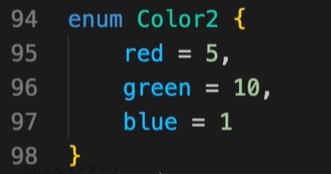 94 enum Color2 {
95 red = 5,
96 green = 10,
97 blue = 1
98 }